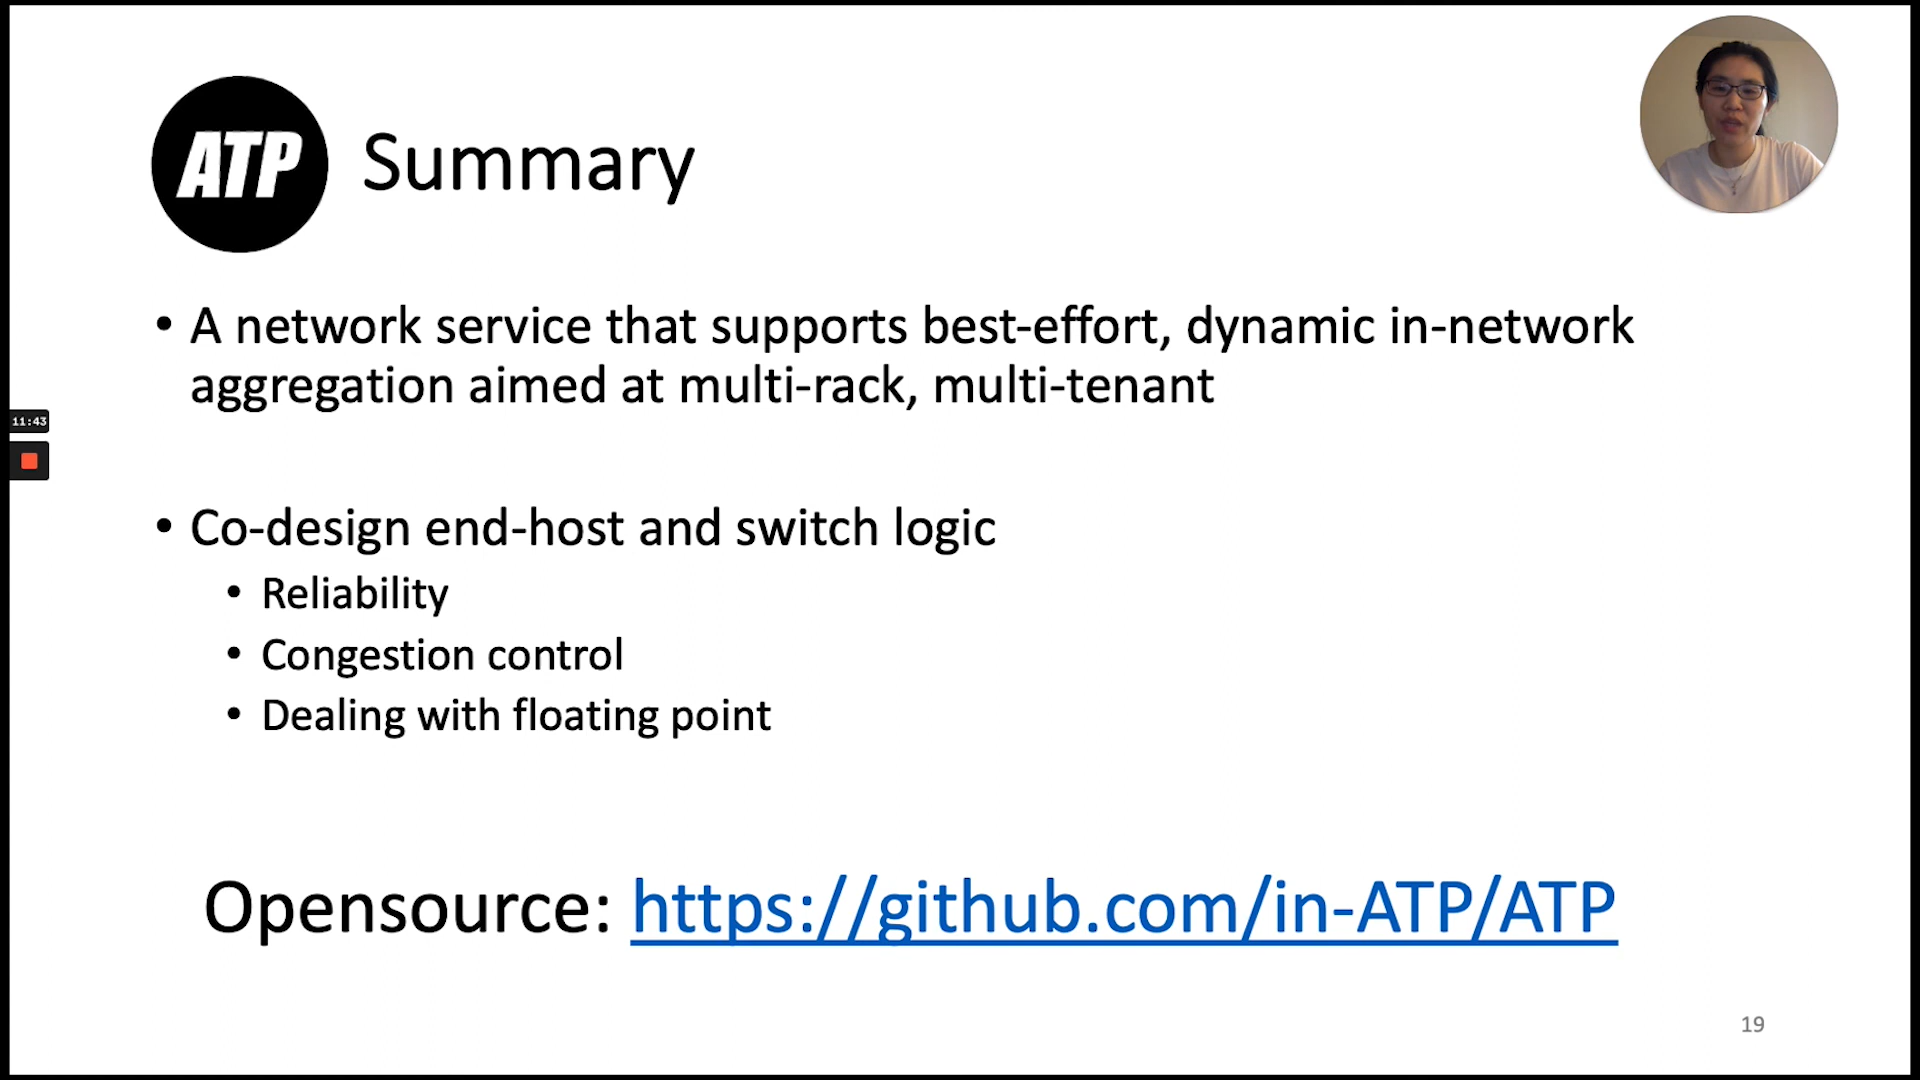 ATP Summary
• A network service that supports best-effort, dynamic in-network
aggregation aimed at multi-rack, multi-tenant
11:43
• Co-design end-host and switch logic
• Reliability
• Congestion control
• Dealing with floating point
Opensource: https://github.com/in-ATP/ATP
19